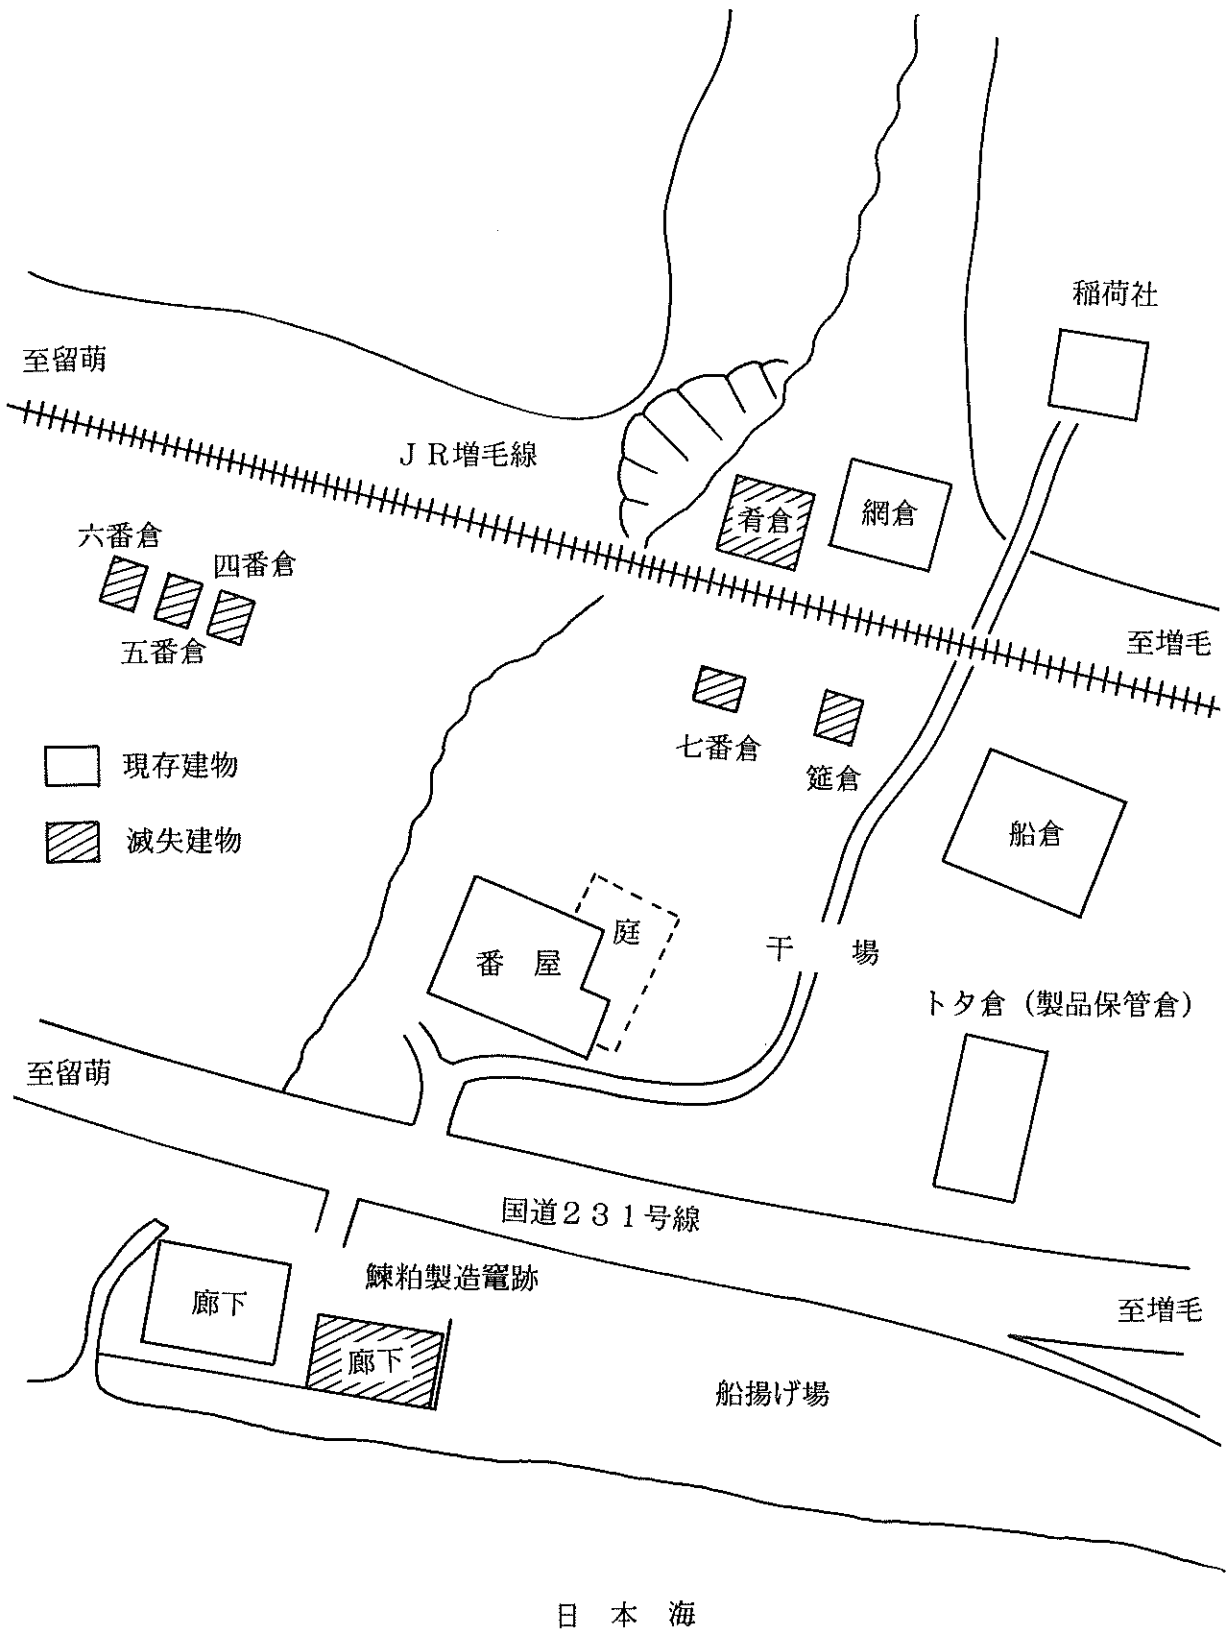 稲荷社
至留萌
ＪＲ増毛線
肴倉
網倉
六番倉
四番倉
五番倉
至増毛
七番倉
筵倉
現存建物
滅失建物
船倉
庭
番　屋
干　場
トタ倉（製品保管倉）
至留萌
国道２３１号線
鰊粕製造竃跡
廊下
至増毛
廊下
船揚げ場
日　本　海